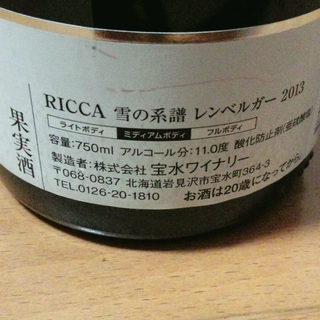 RICCA 雪の系譜 レンベルガー 2013
ライトボディ ミディアムボディ フルボディ
容量:750ml アルコール分:11.0度 酸化防止剤(亜硫酸塩)
製造者:株式会社 宝水ワイナリー
〒068-0837 北海道岩見沢市宝水町364-3
TEL.0126-20-1810
お酒は20歳になってから。
果実酒